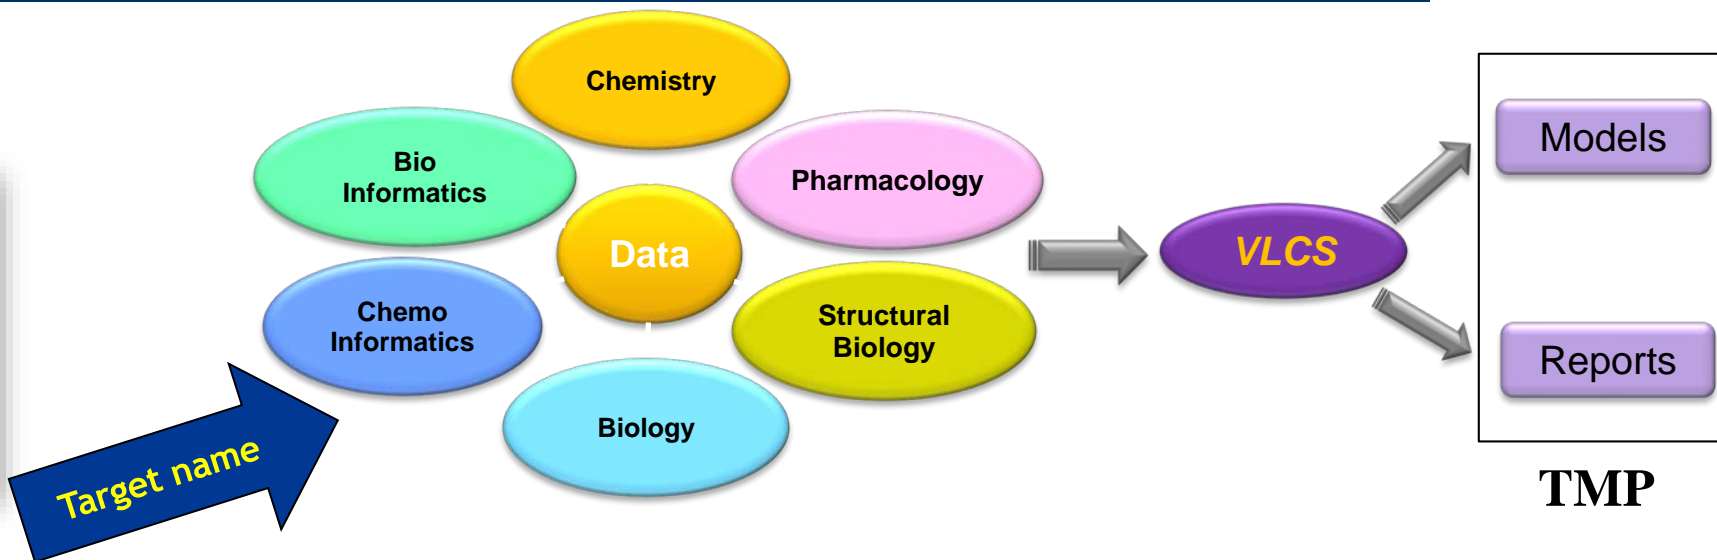 Chemistry
Bio
Informatics
Pharmacology
Data
Chemo
Informatics
Structural
Biology
Biology
Target name
VLCS
Models
Reports
TMP